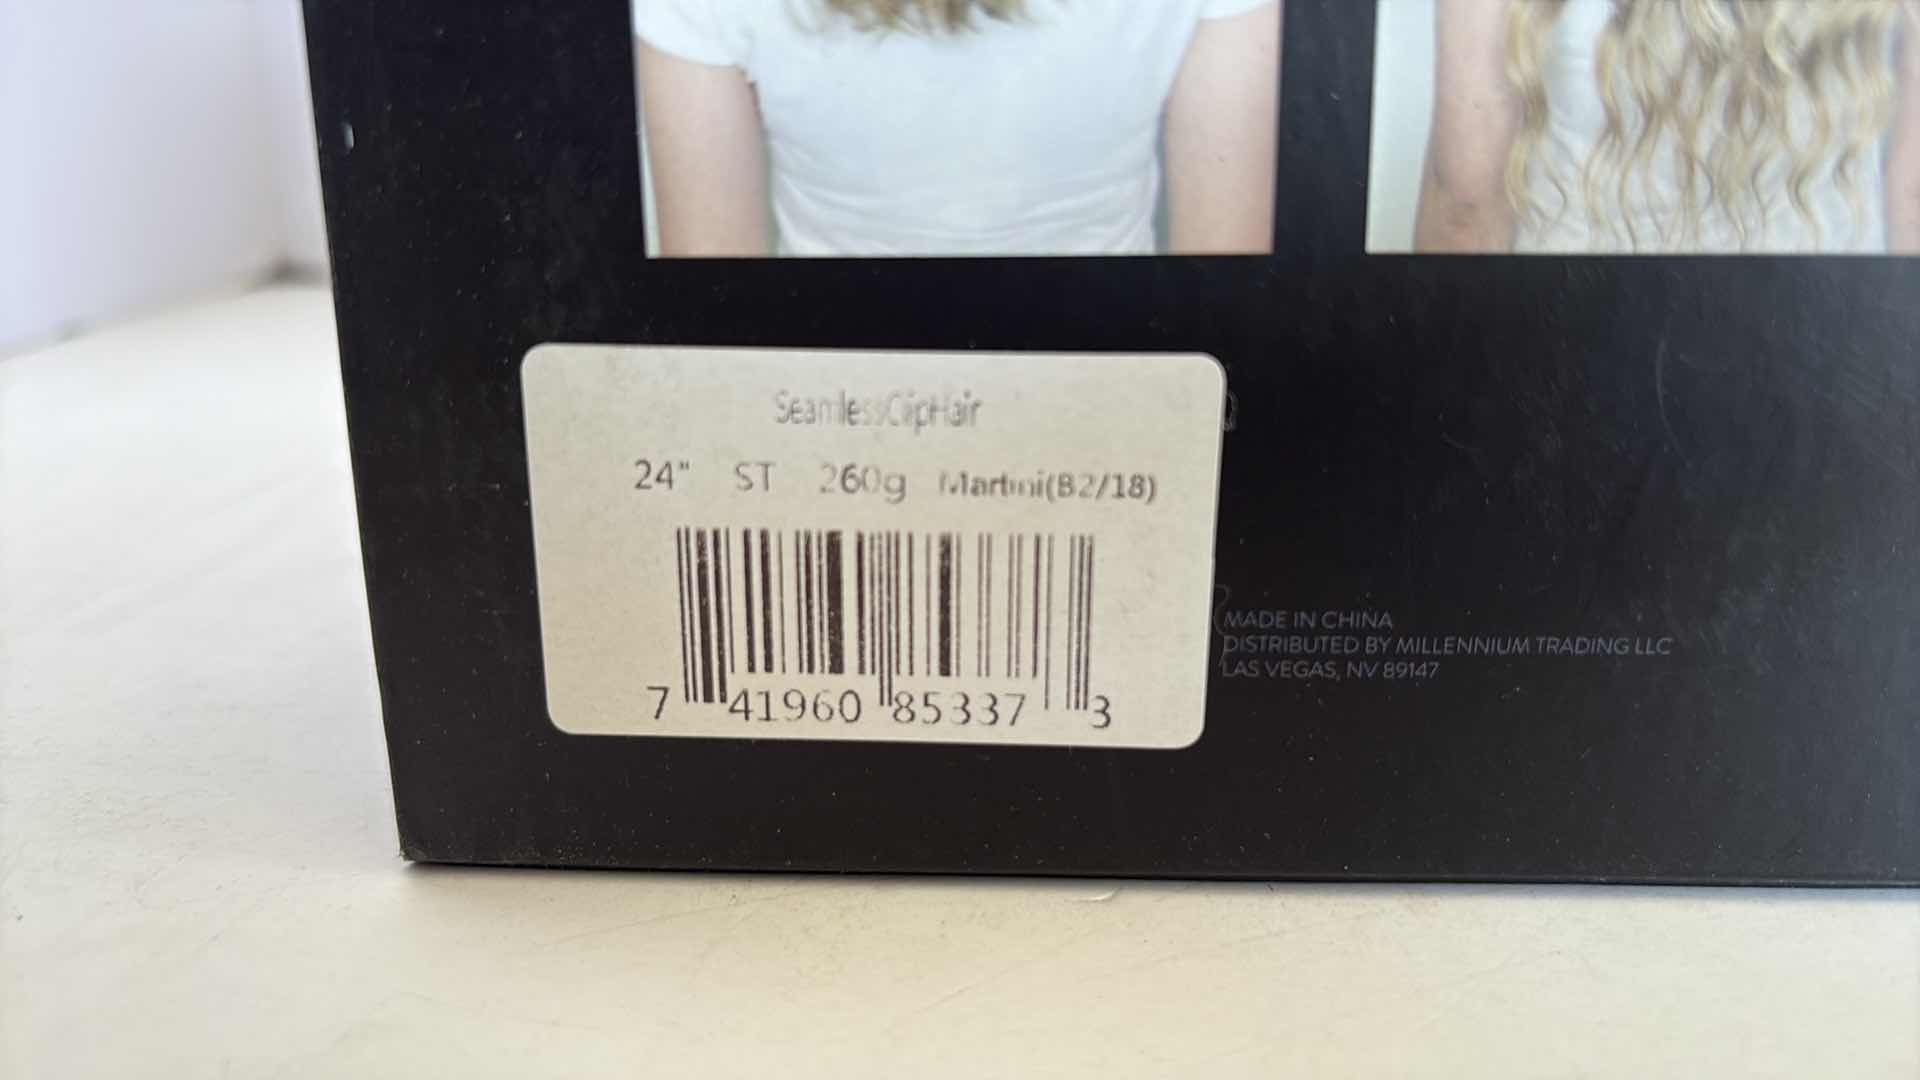 SeamlessClipHair
24" ST 260g Martini(B2/18)
7 41960 85337 3
MADE IN CHINA
DISTRIBUTED BY MILLENNIUM TRADING LLC
LAS VEGAS, NV 89147